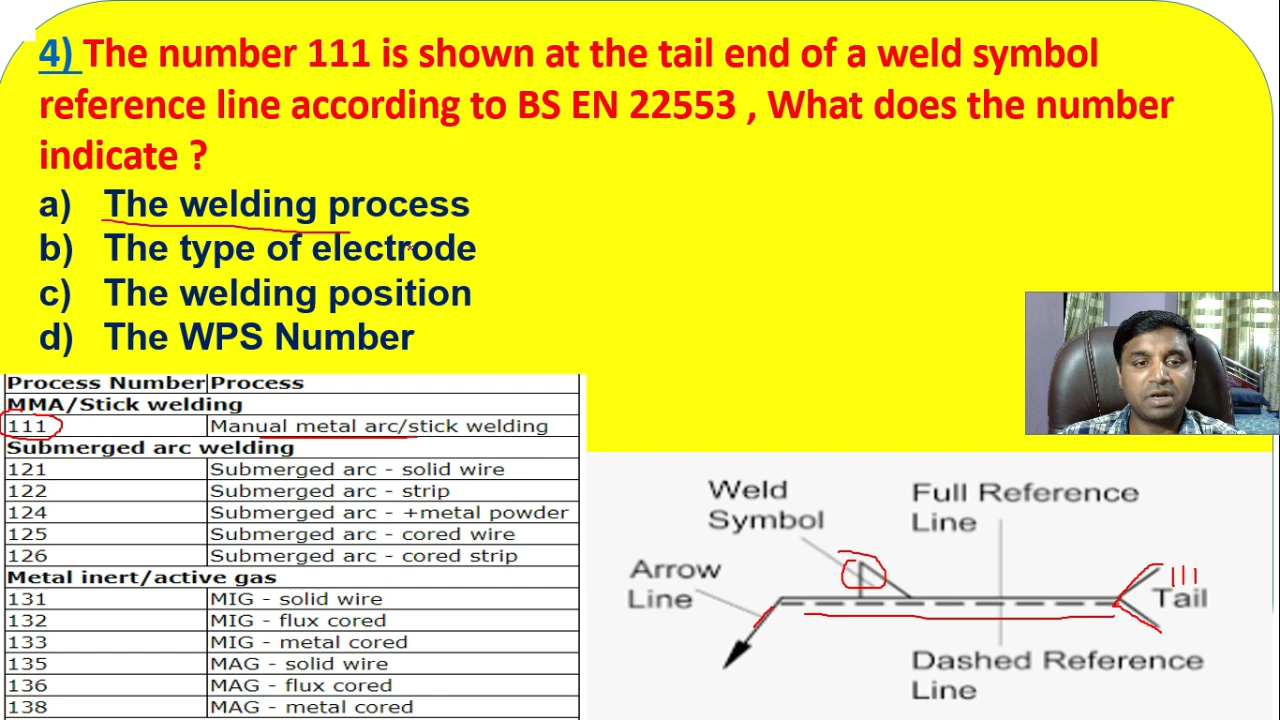 4) The number 111 is shown at the tail end of a weld symbol
reference line according to BS EN 22553 , What does the number
indicate ?
a) The welding process
b) The type of electrode
c) The welding position
d) The WPS Number
Process Number Process
MMA/Stick welding
111 Manual metal arc/stick welding
Submerged arc welding
121 Submerged arc - solid wire
122 Submerged arc - strip
124 Submerged arc - +metal powder
125 Submerged arc - cored wire
126 Submerged arc - cored strip
Metal inert/active gas
131 MIG - solid wire
132 MIG - flux cored
133 MIG - metal cored
135 MAG - solid wire
136 MAG - flux cored
138 MAG - metal cored
Weld
Symbol
Full Reference
Line
Arrow
Line
111
Tail
Dashed Reference
Line